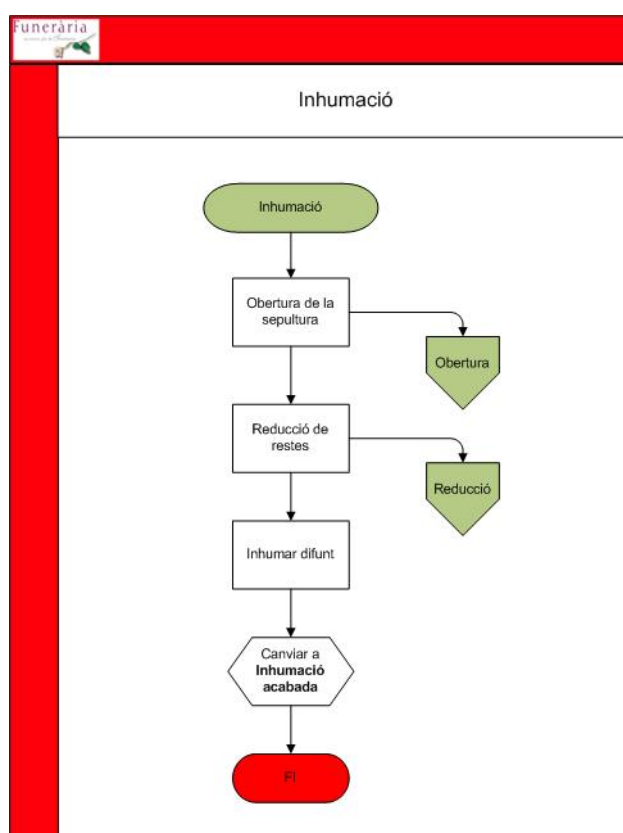 Funerària
Inhumació
Inhumació
Obertura de la
sepultura
Obertura
Reducció de
restes
Reducció
Inhumar difunt
Canviar a
Inhumació
acabada
FI